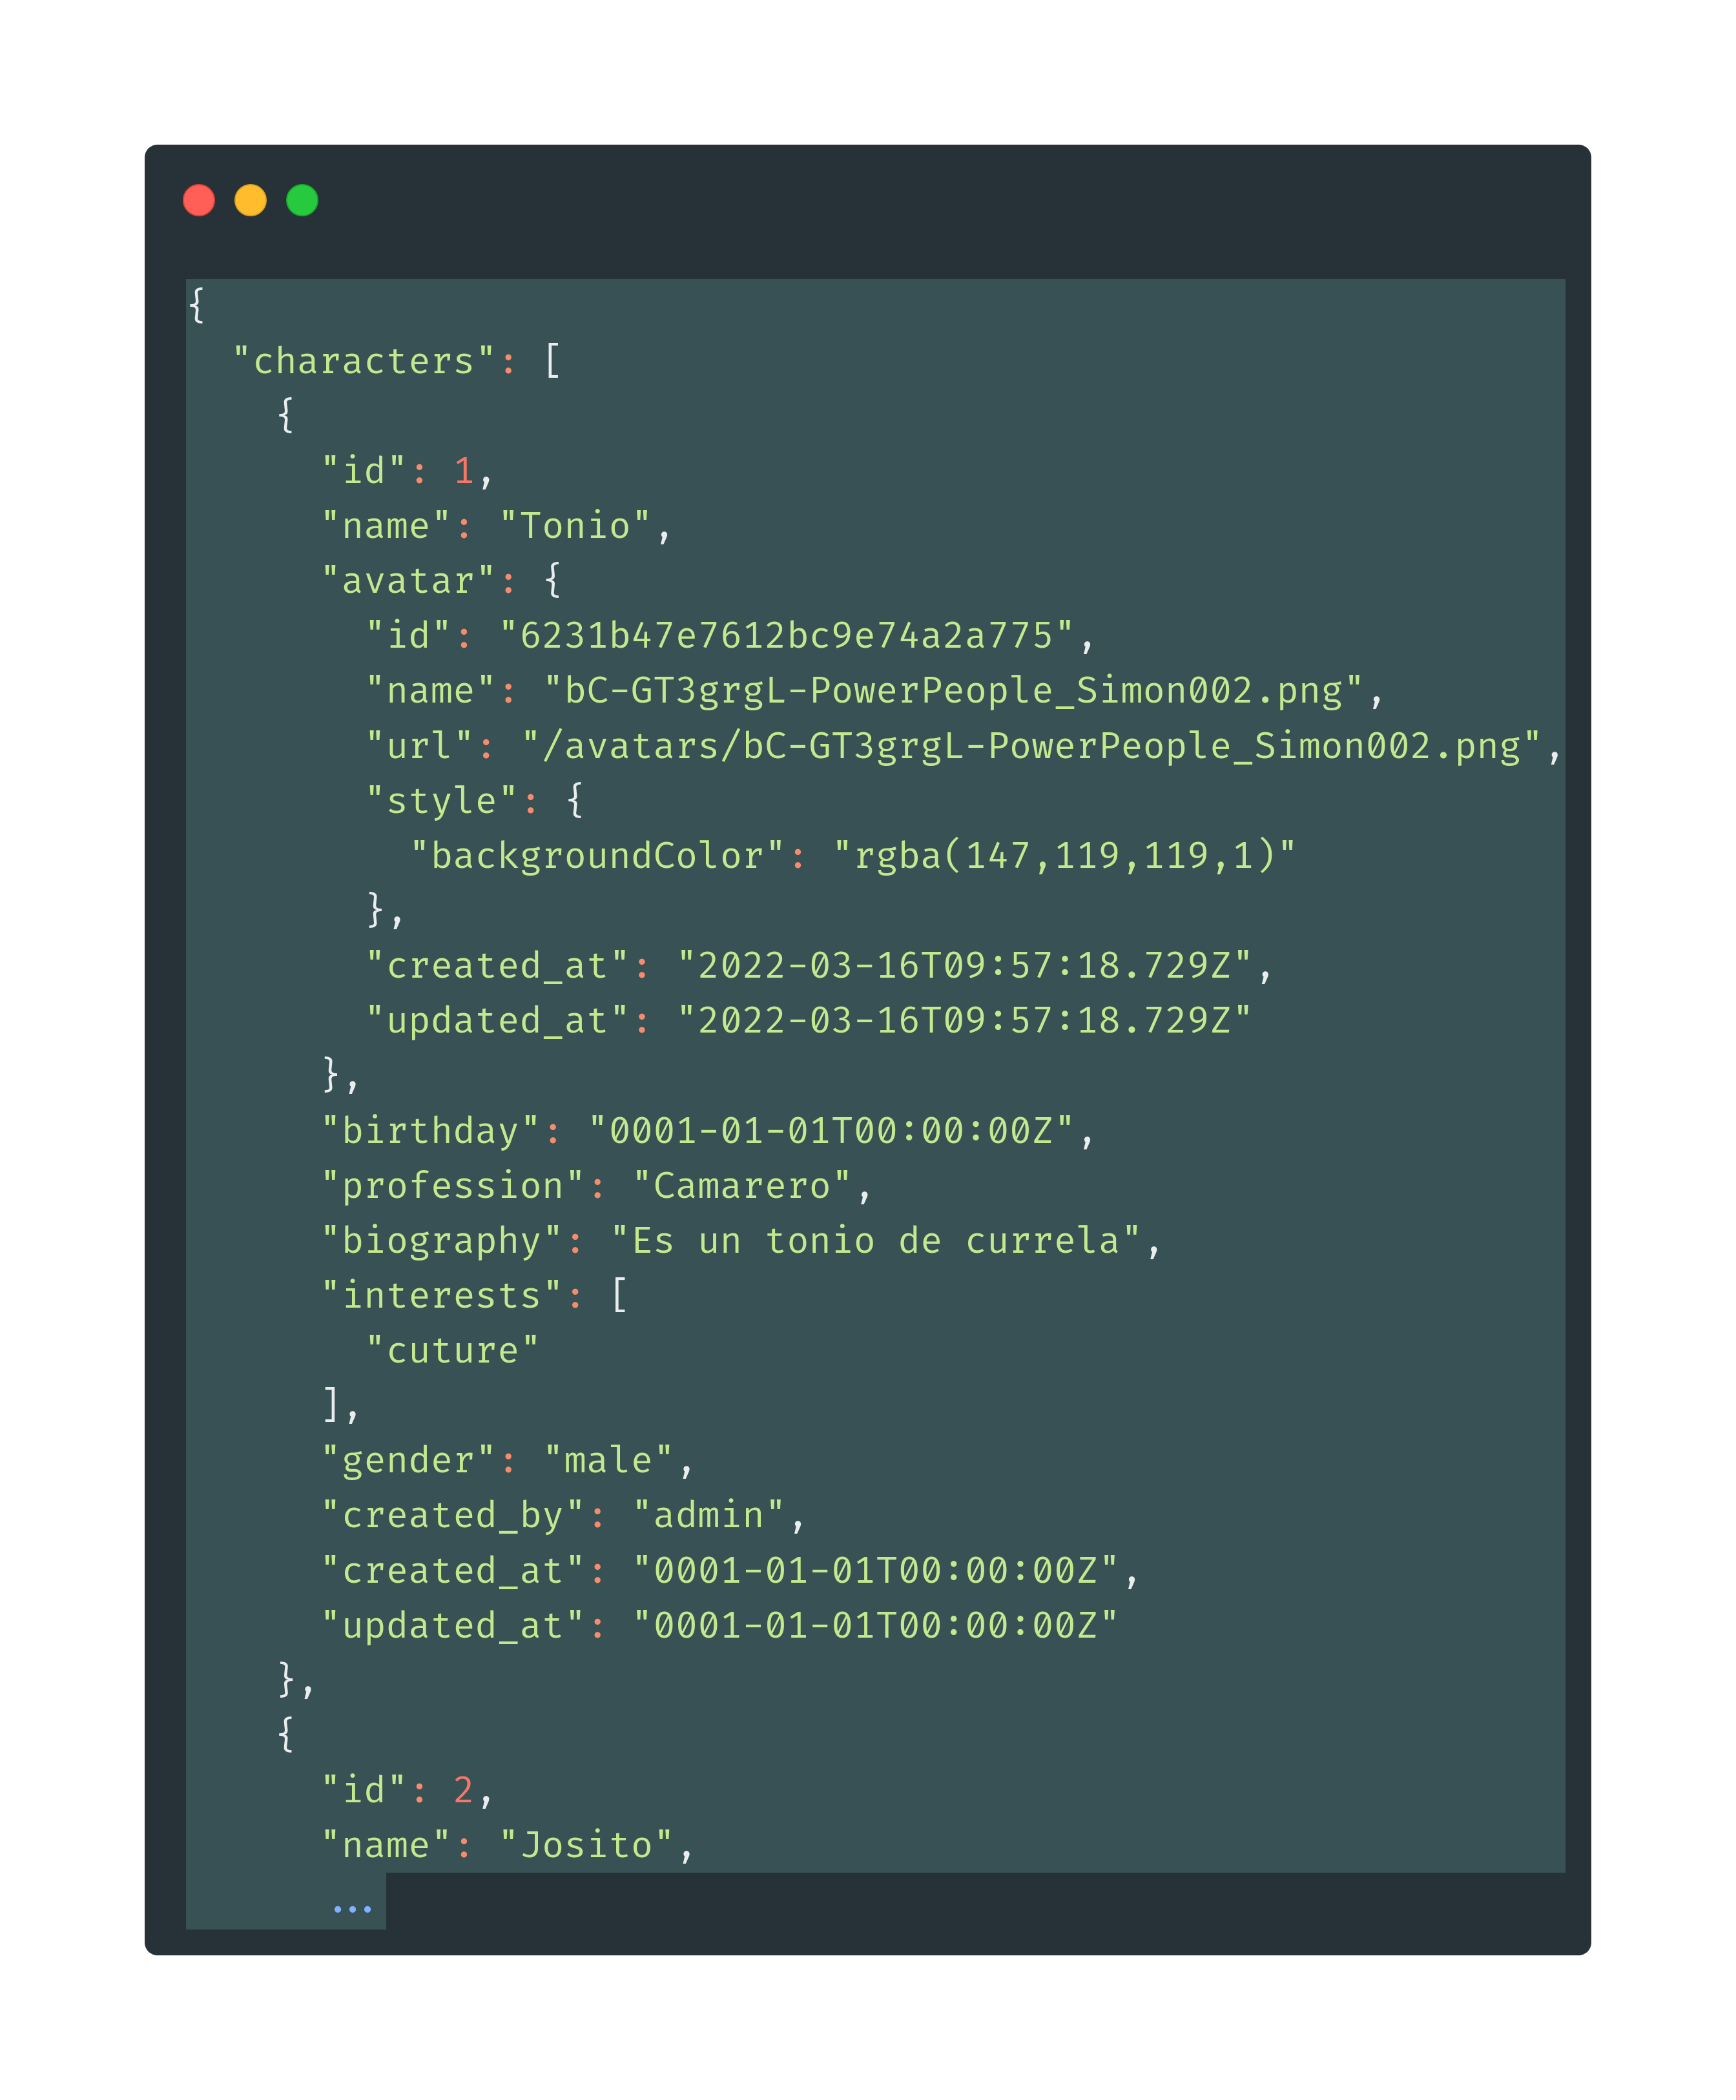 {
  "characters": [
    {
      "id": 1,
      "name": "Tonio",
      "avatar": {
        "id": "6231b47e7612bc9e74a2a775",
        "name": "bC-GT3grgL-PowerPeople_Simon002.png",
        "url": "/avatars/bC-GT3grgL-PowerPeople_Simon002.png",
        "style": {
          "backgroundColor": "rgba(147,119,119,1)"
        },
        "created_at": "2022-03-16T09:57:18.729Z",
        "updated_at": "2022-03-16T09:57:18.729Z"
      },
      "birthday": "0001-01-01T00:00:00Z",
      "profession": "Camarero",
      "biography": "Es un tonio de currela",
      "interests": [
        "cuture"
      ],
      "gender": "male",
      "created_by": "admin",
      "created_at": "0001-01-01T00:00:00Z",
      "updated_at": "0001-01-01T00:00:00Z"
    },
    {
      "id": 2,
      "name": "Josito",
      ...